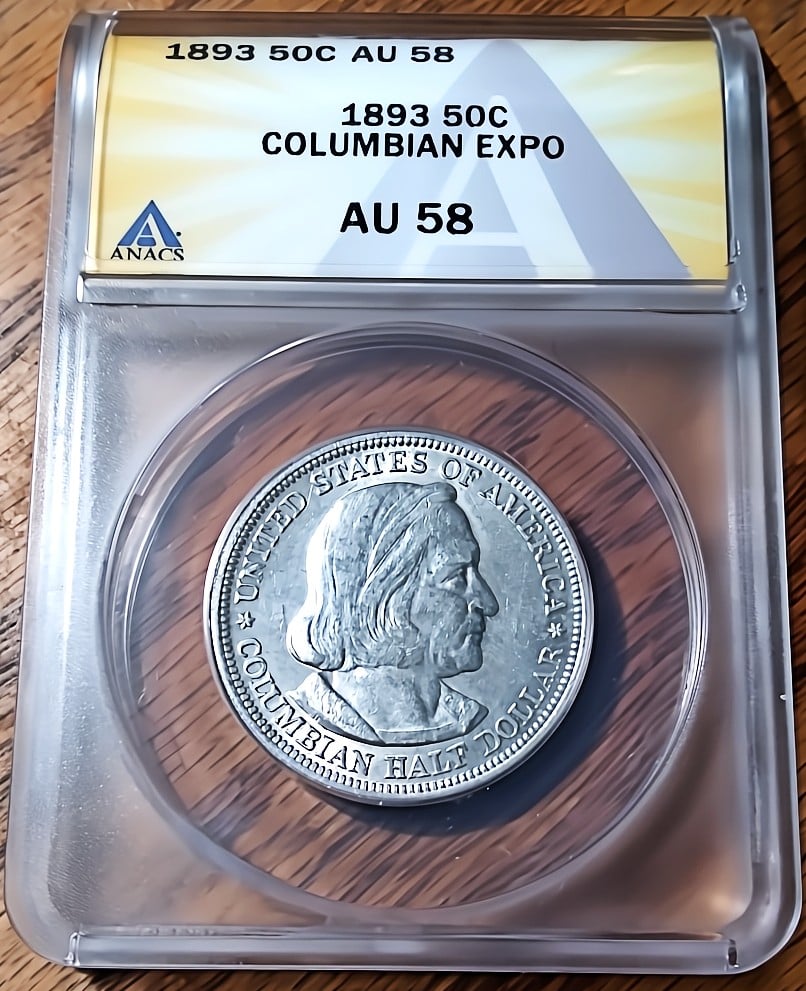 1893 50C AU 58
1893 50C
COLUMBIAN EXPO
AU 58
ANACS
UNITED STATES OF AMERICA
COLUMBIAN HALF DOLLAR